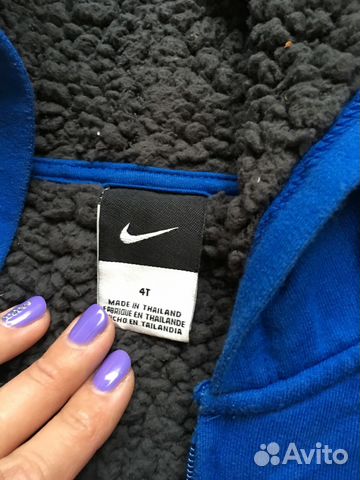 4T
MADE IN THAILAND
FABRIQUE EN THAILANDE
HECHO EN TAILANDIA
Avito